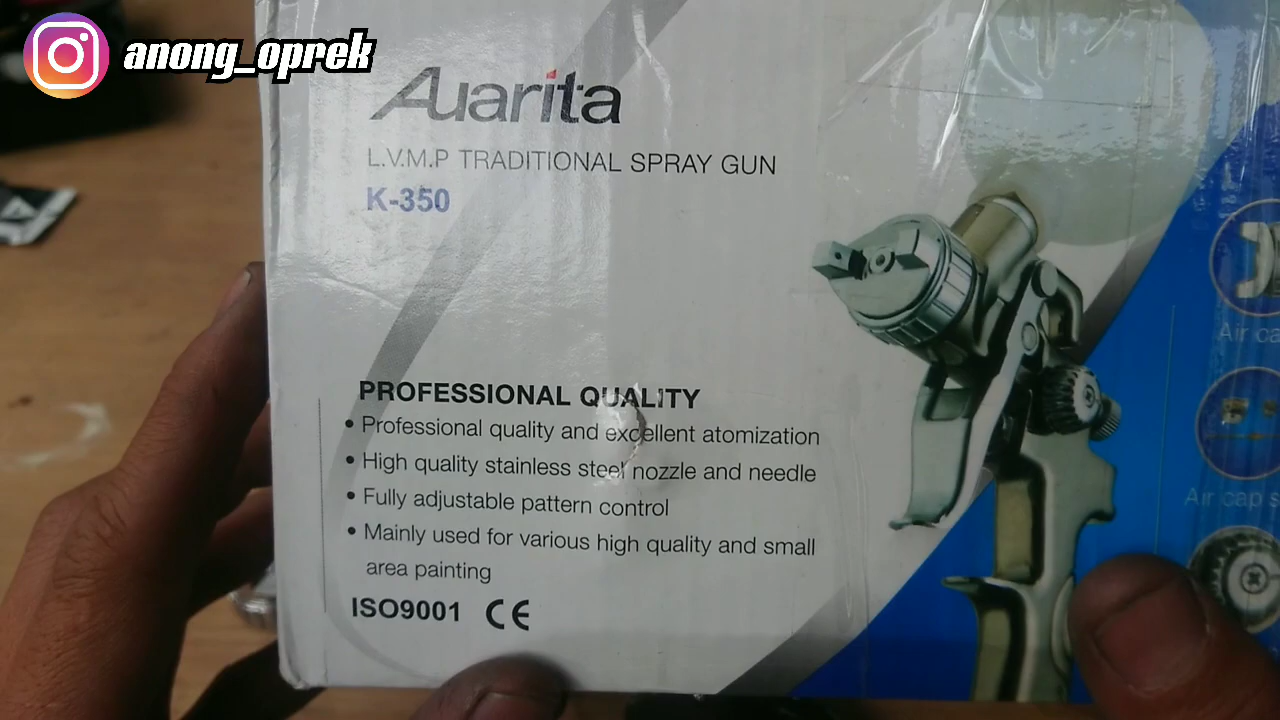 anong_oprek
Auarita
L.V.M.P TRADITIONAL SPRAY GUN
K-350
PROFESSIONAL QUALITY
• Professional quality and excellent atomization
• High quality stainless steel nozzle and needle
• Fully adjustable pattern control
• Mainly used for various high quality and small
area painting
ISO9001 CE
Air
Air cap